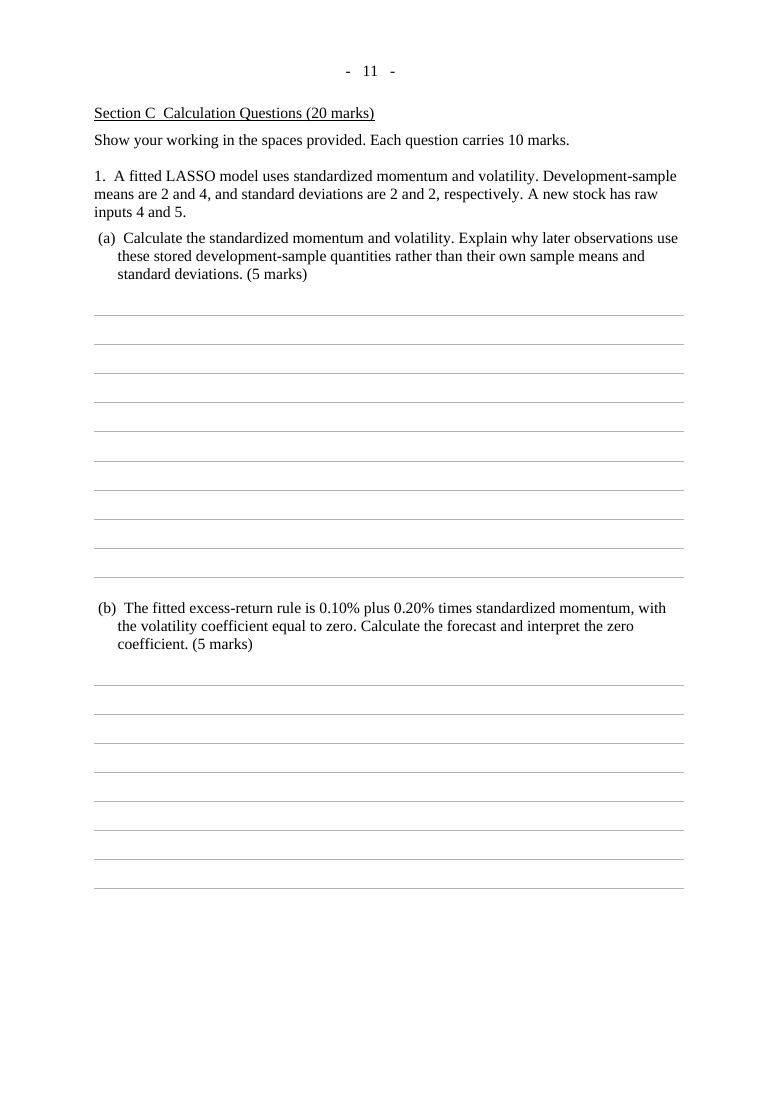 - 11 -
Section C Calculation Questions (20 marks)
Show your working in the spaces provided. Each question carries 10 marks.
1. A fitted LASSO model uses standardized momentum and volatility. Development-sample
means are 2 and 4, and standard deviations are 2 and 2, respectively. A new stock has raw
inputs 4 and 5.
(a) Calculate the standardized momentum and volatility. Explain why later observations use
these stored development-sample quantities rather than their own sample means and
standard deviations. (5 marks)
(b) The fitted excess-return rule is 0.10% plus 0.20% times standardized momentum, with
the volatility coefficient equal to zero. Calculate the forecast and interpret the zero
coefficient. (5 marks)